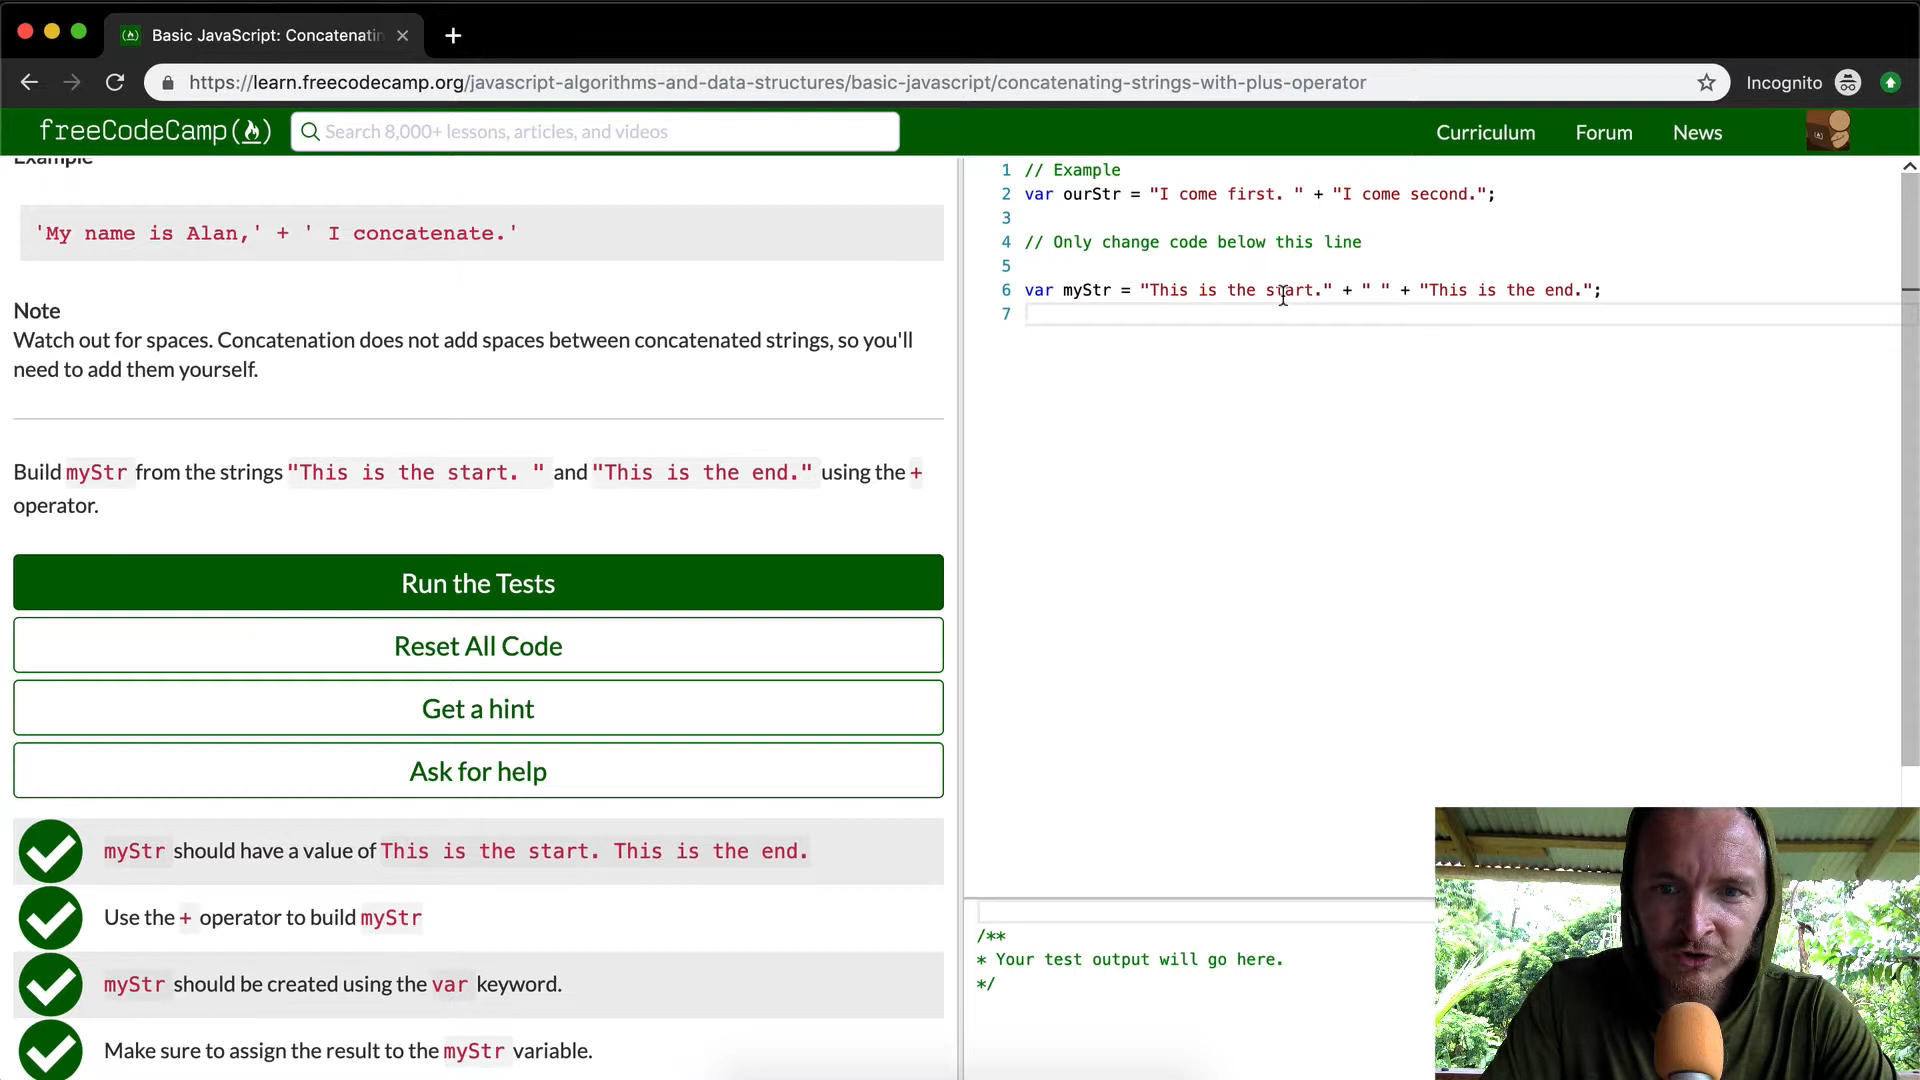 Basic JavaScript: Concatenatin
https://learn.freecodecamp.org/javascript-algorithms-and-data-structures/basic-javascript/concatenating-strings-with-plus-operator
Incognito
freeCodeCamp
Search 8,000+ lessons, articles, and videos
Curriculum
Forum
News
Example
'My name is Alan,' + ' I concatenate.'
Note
Watch out for spaces. Concatenation does not add spaces between concatenated strings, so you'll
need to add them yourself.
Build myStr from the strings "This is the start. " and "This is the end." using the +
operator.
Run the Tests
Reset All Code
Get a hint
Ask for help
myStr should have a value of This is the start. This is the end.
Use the + operator to build myStr
myStr should be created using the var keyword.
Make sure to assign the result to the myStr variable.
1 // Example
2 var ourStr = "I come first. " + "I come second.";
3
4 // Only change code below this line
5
6 var myStr = "This is the start." + " " + "This is the end.";
7
/**
* Your test output will go here.
*/